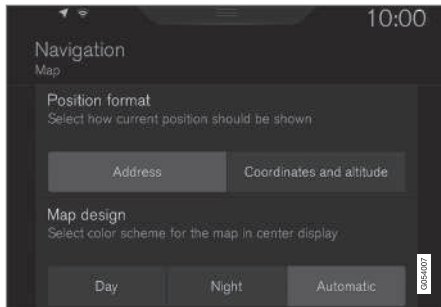 10:00
Navigation
Map
Position format
Select how current position should be shown
Address
Coordinates and altitude
Map design
Select color scheme for the map in center display
Day
Night
Automatic
G054007